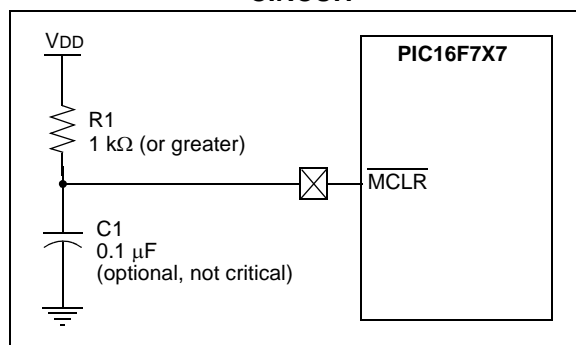 CIRCUIT
VDD
PIC16F7X7
R1
1 kΩ (or greater)
MCLR
C1
0.1 μF
(optional, not critical)